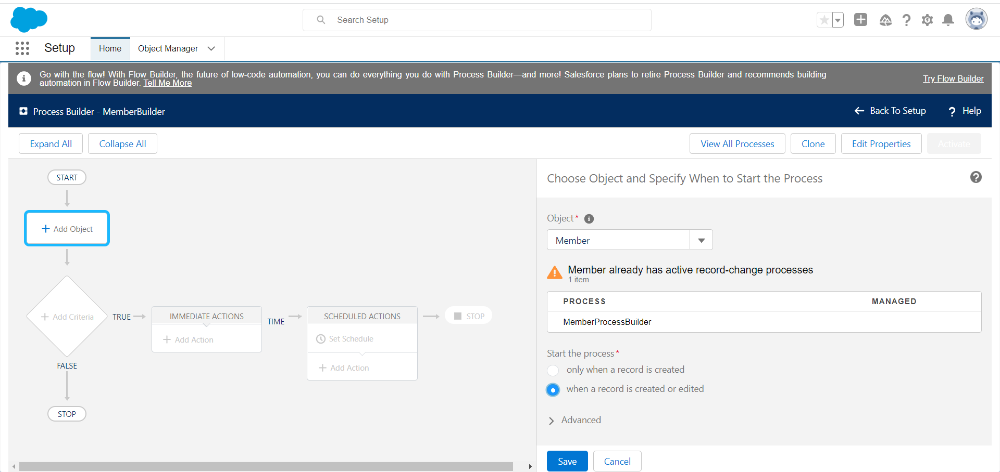 Search Setup
Setup
Home
Object Manager
Go with the flow! With Flow Builder, the future of low-code automation, you can do everything you do with Process Builder—and more! Salesforce plans to retire Process Builder and recommends building
automation in Flow Builder. Tell Me More
Try Flow Builder
Process Builder - MemberBuilder
Back To Setup
? Help
Expand All
Collapse All
View All Processes
Clone
Edit Properties
Activate
START
+ Add Object
+ Add Criteria
TRUE
IMMEDIATE ACTIONS
+ Add Action
TIME
SCHEDULED ACTIONS
Set Schedule
+ Add Action
STOP
FALSE
STOP
Choose Object and Specify When to Start the Process
Object*
Member
Member already has active record-change processes
1 item
PROCESS MANAGED
MemberProcessBuilder
Start the process*
only when a record is created
when a record is created or edited
Advanced
Save
Cancel